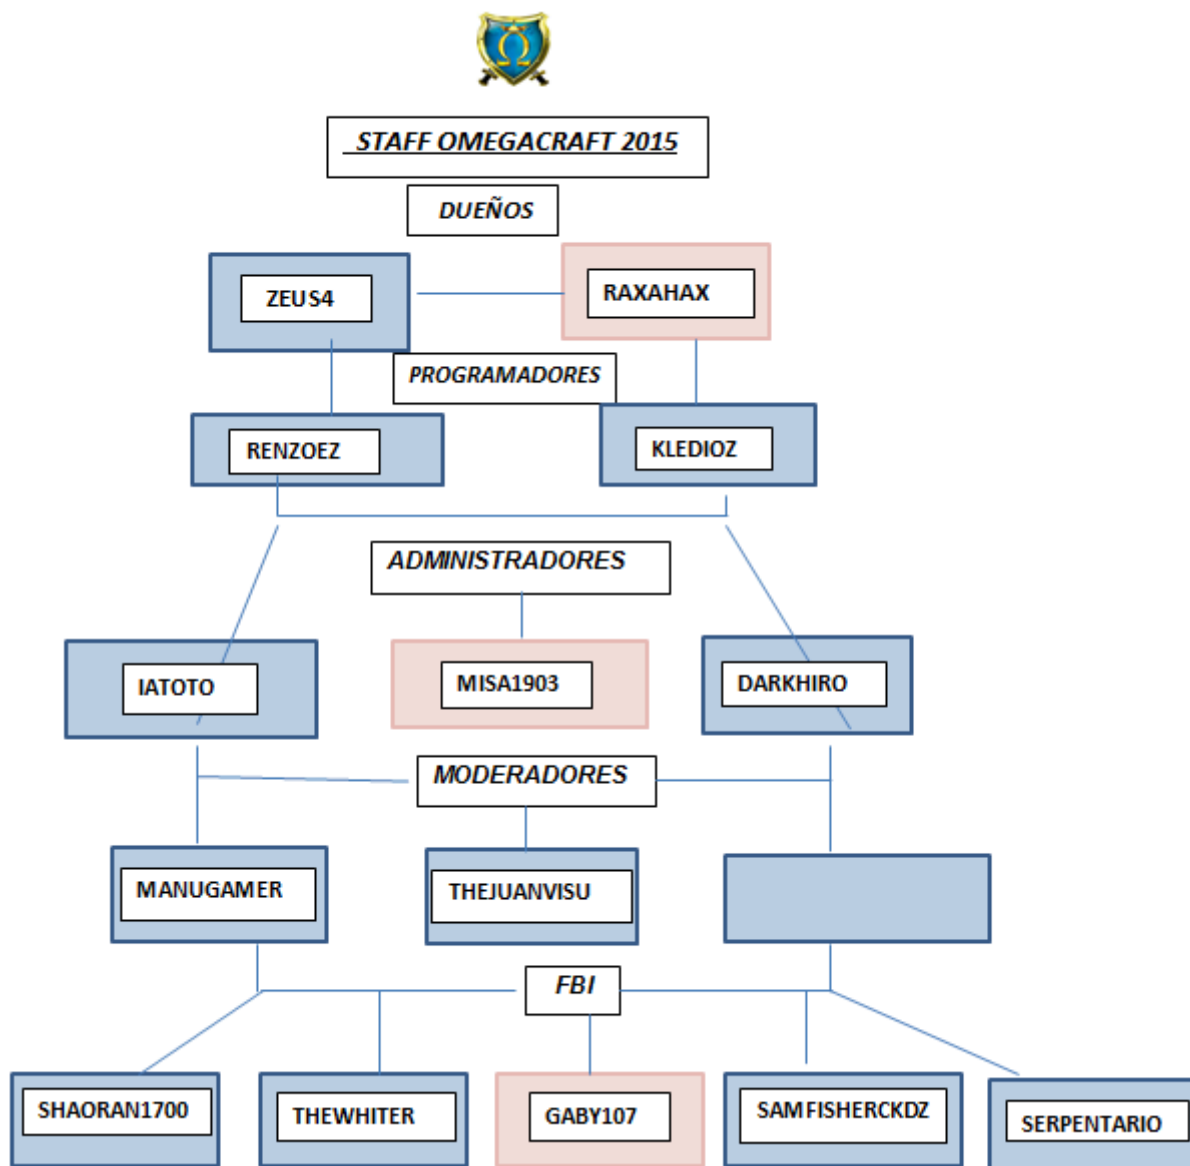 STAFF OMEGACRAFT 2015
DUEÑOS
ZEUS4
RAXAHAX
PROGRAMADORES
RENZOEZ
KLEDIOZ
ADMINISTRADORES
IATOTO
MISA1903
DARKHIRO
MODERADORES
MANUGAMER
THEJUANVISU
FBI
SHAORAN1700
THEWHITER
GABY107
SAMFISHERCKDZ
SERPENTARIO